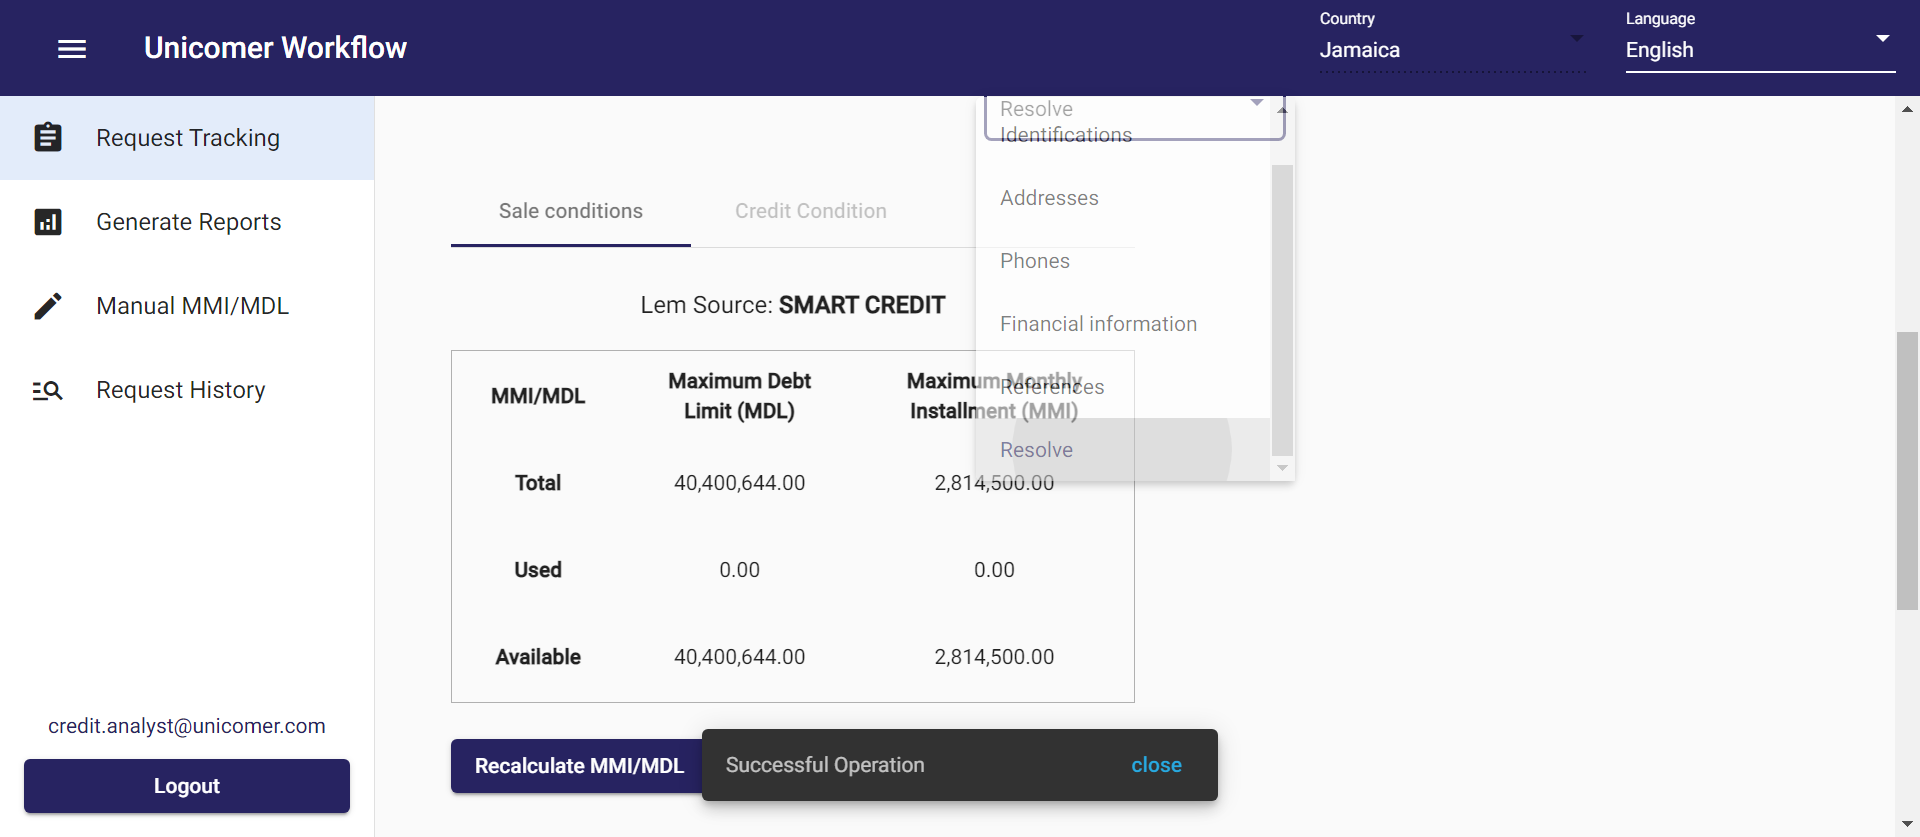 Unicomer Workflow
Country
Jamaica
Language
English
Request Tracking
Generate Reports
Manual MMI/MDL
Request History
credit.analyst@unicomer.com
Logout
Resolve
Identifications
Addresses
Phones
Financial information
References
Resolve
Sale conditions
Credit Condition
Lem Source: SMART CREDIT
MMI/MDL
Maximum Debt
Limit (MDL)
Maximum Monthly
Installment (MMI)
Total
40,400,644.00
2,814,500.00
Used
0.00
0.00
Available
40,400,644.00
2,814,500.00
Recalculate MMI/MDL
Successful Operation
close